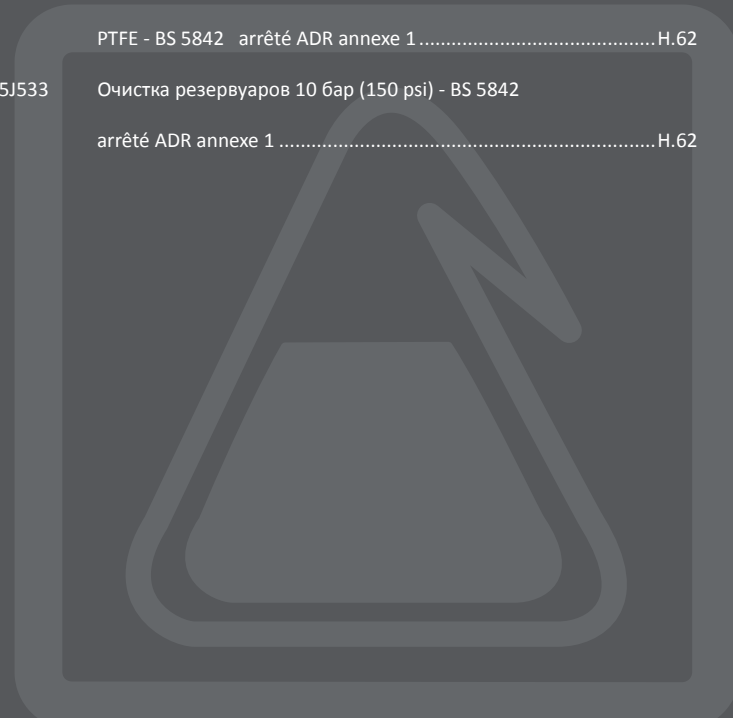 PTFE - BS 5842   arrêté ADR annexe 1............................................H.62
5J533 Очистка резервуаров 10 бар (150 psi) - BS 5842
arrêté ADR annexe 1......................................................................H.62